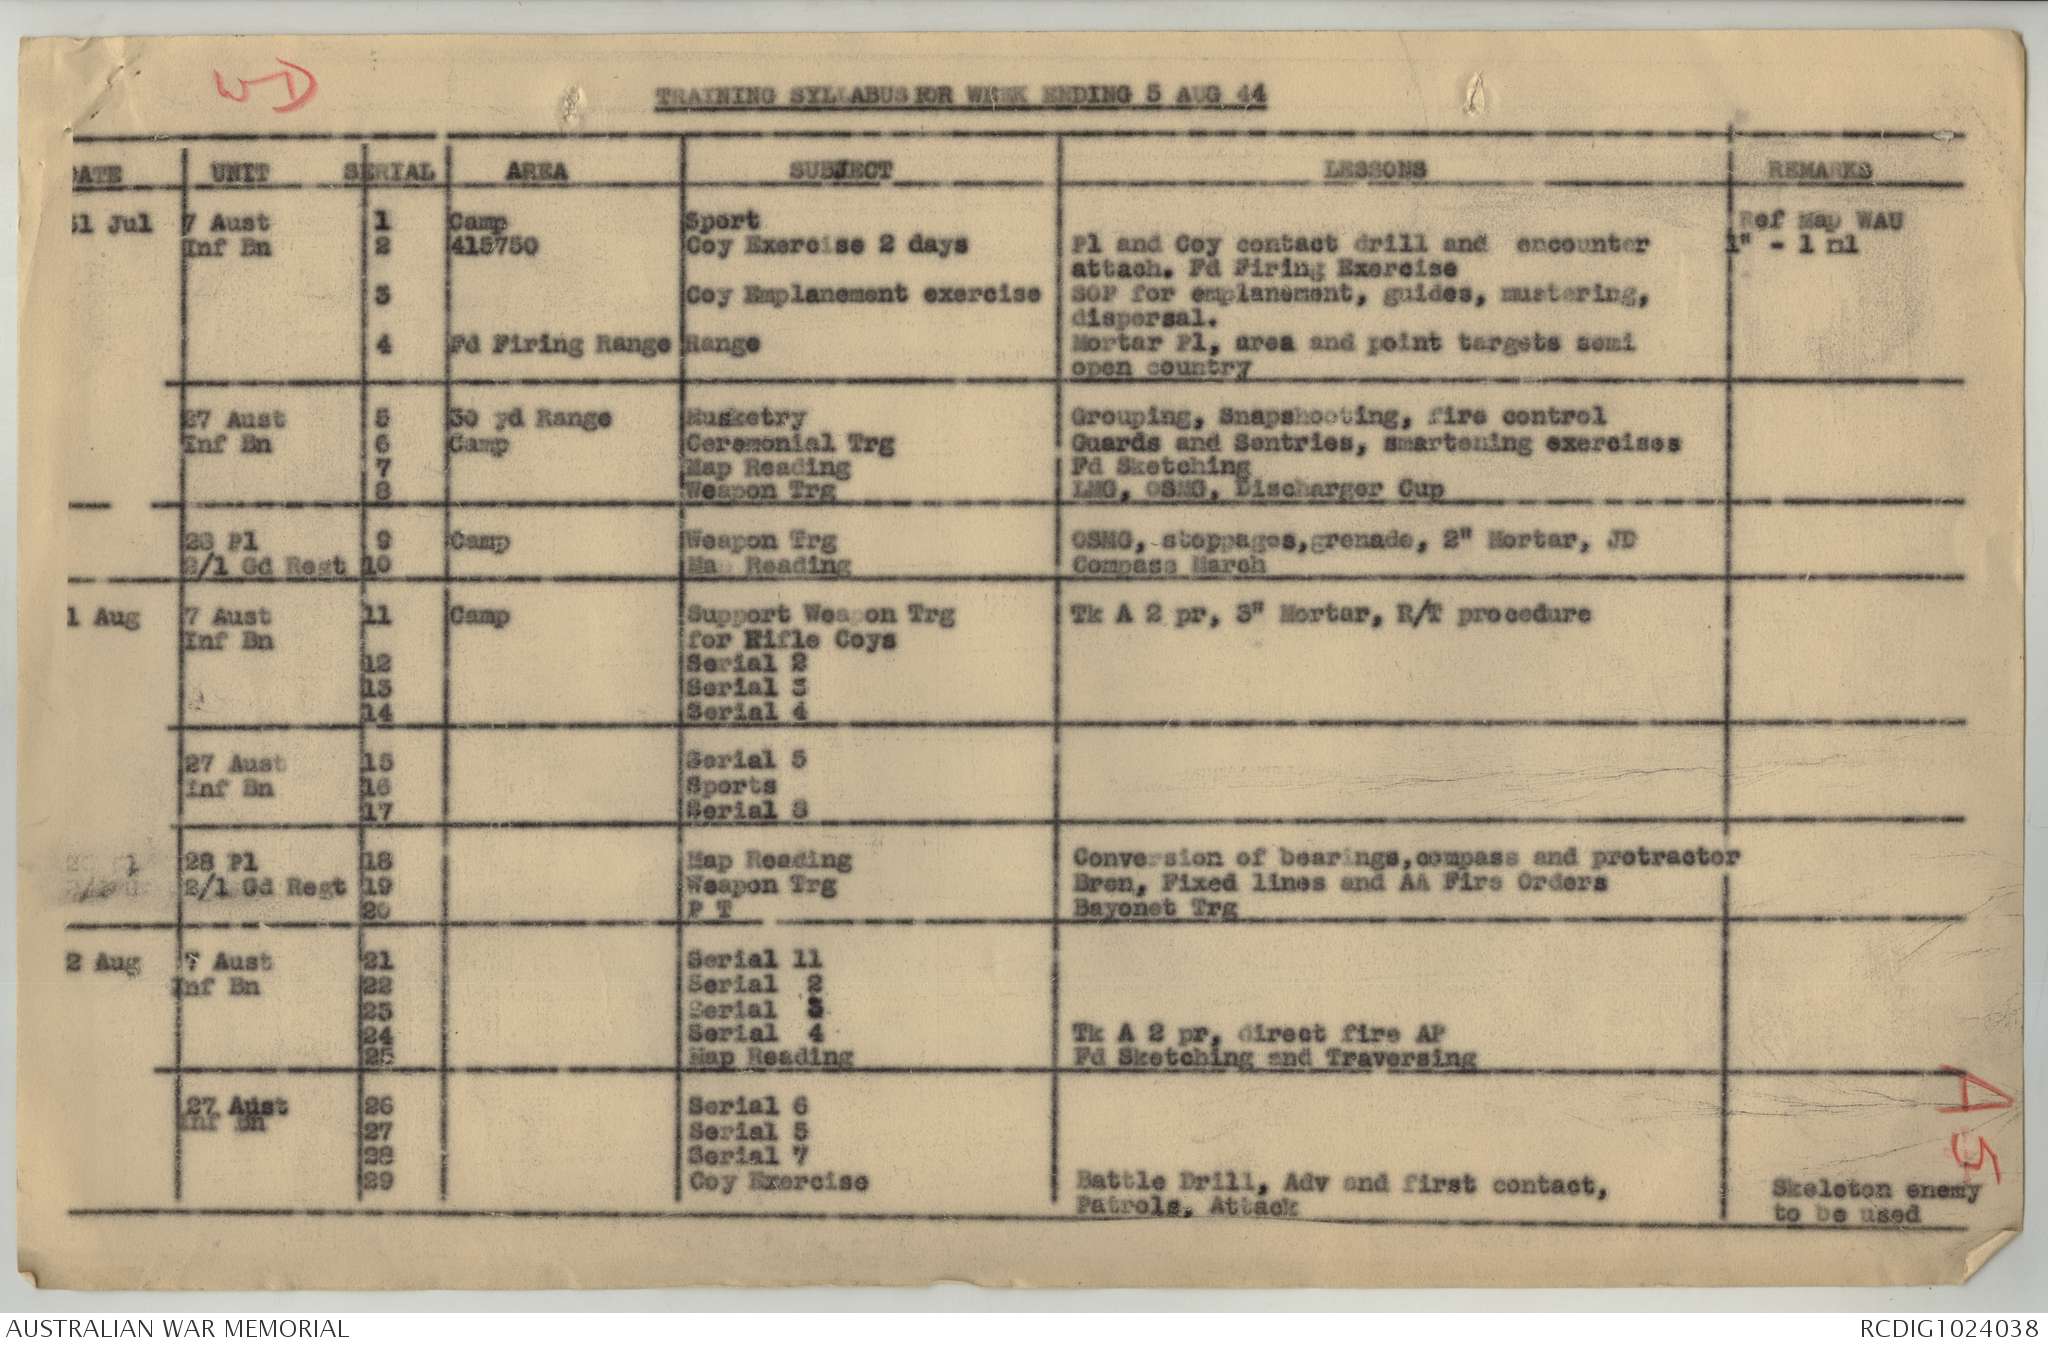 WD
TRAINING SYLLABUS FOR WEEK ENDING 5 AUG 44
DATE UNIT SERIAL AREA SUBJECT LESSONS REMARKS
31 Jul 7 Aust 1 Camp Sport Ref Map WAU
Inf Bn 2 415750 Coy Exercise 2 days Pl and Coy contact drill and encounter 1" - 1 ml
attach. Fd Firing Exercise
3 Coy Emplanement exercise SOP for emplanement, guides, mustering,
dispersal.
4 Fd Firing Range Range Mortar Pl, area and point targets semi
open country
27 Aust 5 30 yd Range Musketry Grouping, Snapshooting, fire control
Inf Bn 6 Camp Ceremonial Trg Guards and Sentries, smartening exercises
7 Map Reading Fd Sketching
8 Weapon Trg LMG, OSMG, Discharger Cup
28 Pl 9 Camp Weapon Trg OSMG, stoppages,grenade, 2" Mortar, JD
2/1 Gd Regt 10 Map Reading Compass March
1 Aug 7 Aust 11 Camp Support Weapon Trg Tk A 2 pr, 3" Mortar, R/T procedure
Inf Bn for Rifle Coys
12 Serial 2
13 Serial 3
14 Serial 4
27 Aust 15 Serial 5
Inf Bn 16 Sports
17 Serial 8
28 Pl 18 Map Reading Conversion of bearings,compass and protractor
2/1 Gd Regt 19 Weapon Trg Bren, Fixed lines and AA Fire Orders
20 P T Bayonet Trg
2 Aug 7 Aust 21 Serial 11
Inf Bn 22 Serial 2
23 Serial 3
24 Serial 4 Tk A 2 pr, direct fire AP
25 Map Reading Fd Sketching and Traversing
27 Aust 26 Serial 6
Inf Bn
27 Serial 5
28 Serial 7
29 Coy Exercise Battle Drill, Adv and first contact, Skeleton enemy
Patrols, Attack to be used
A5
AUSTRALIAN WAR MEMORIAL RCDIG1024038